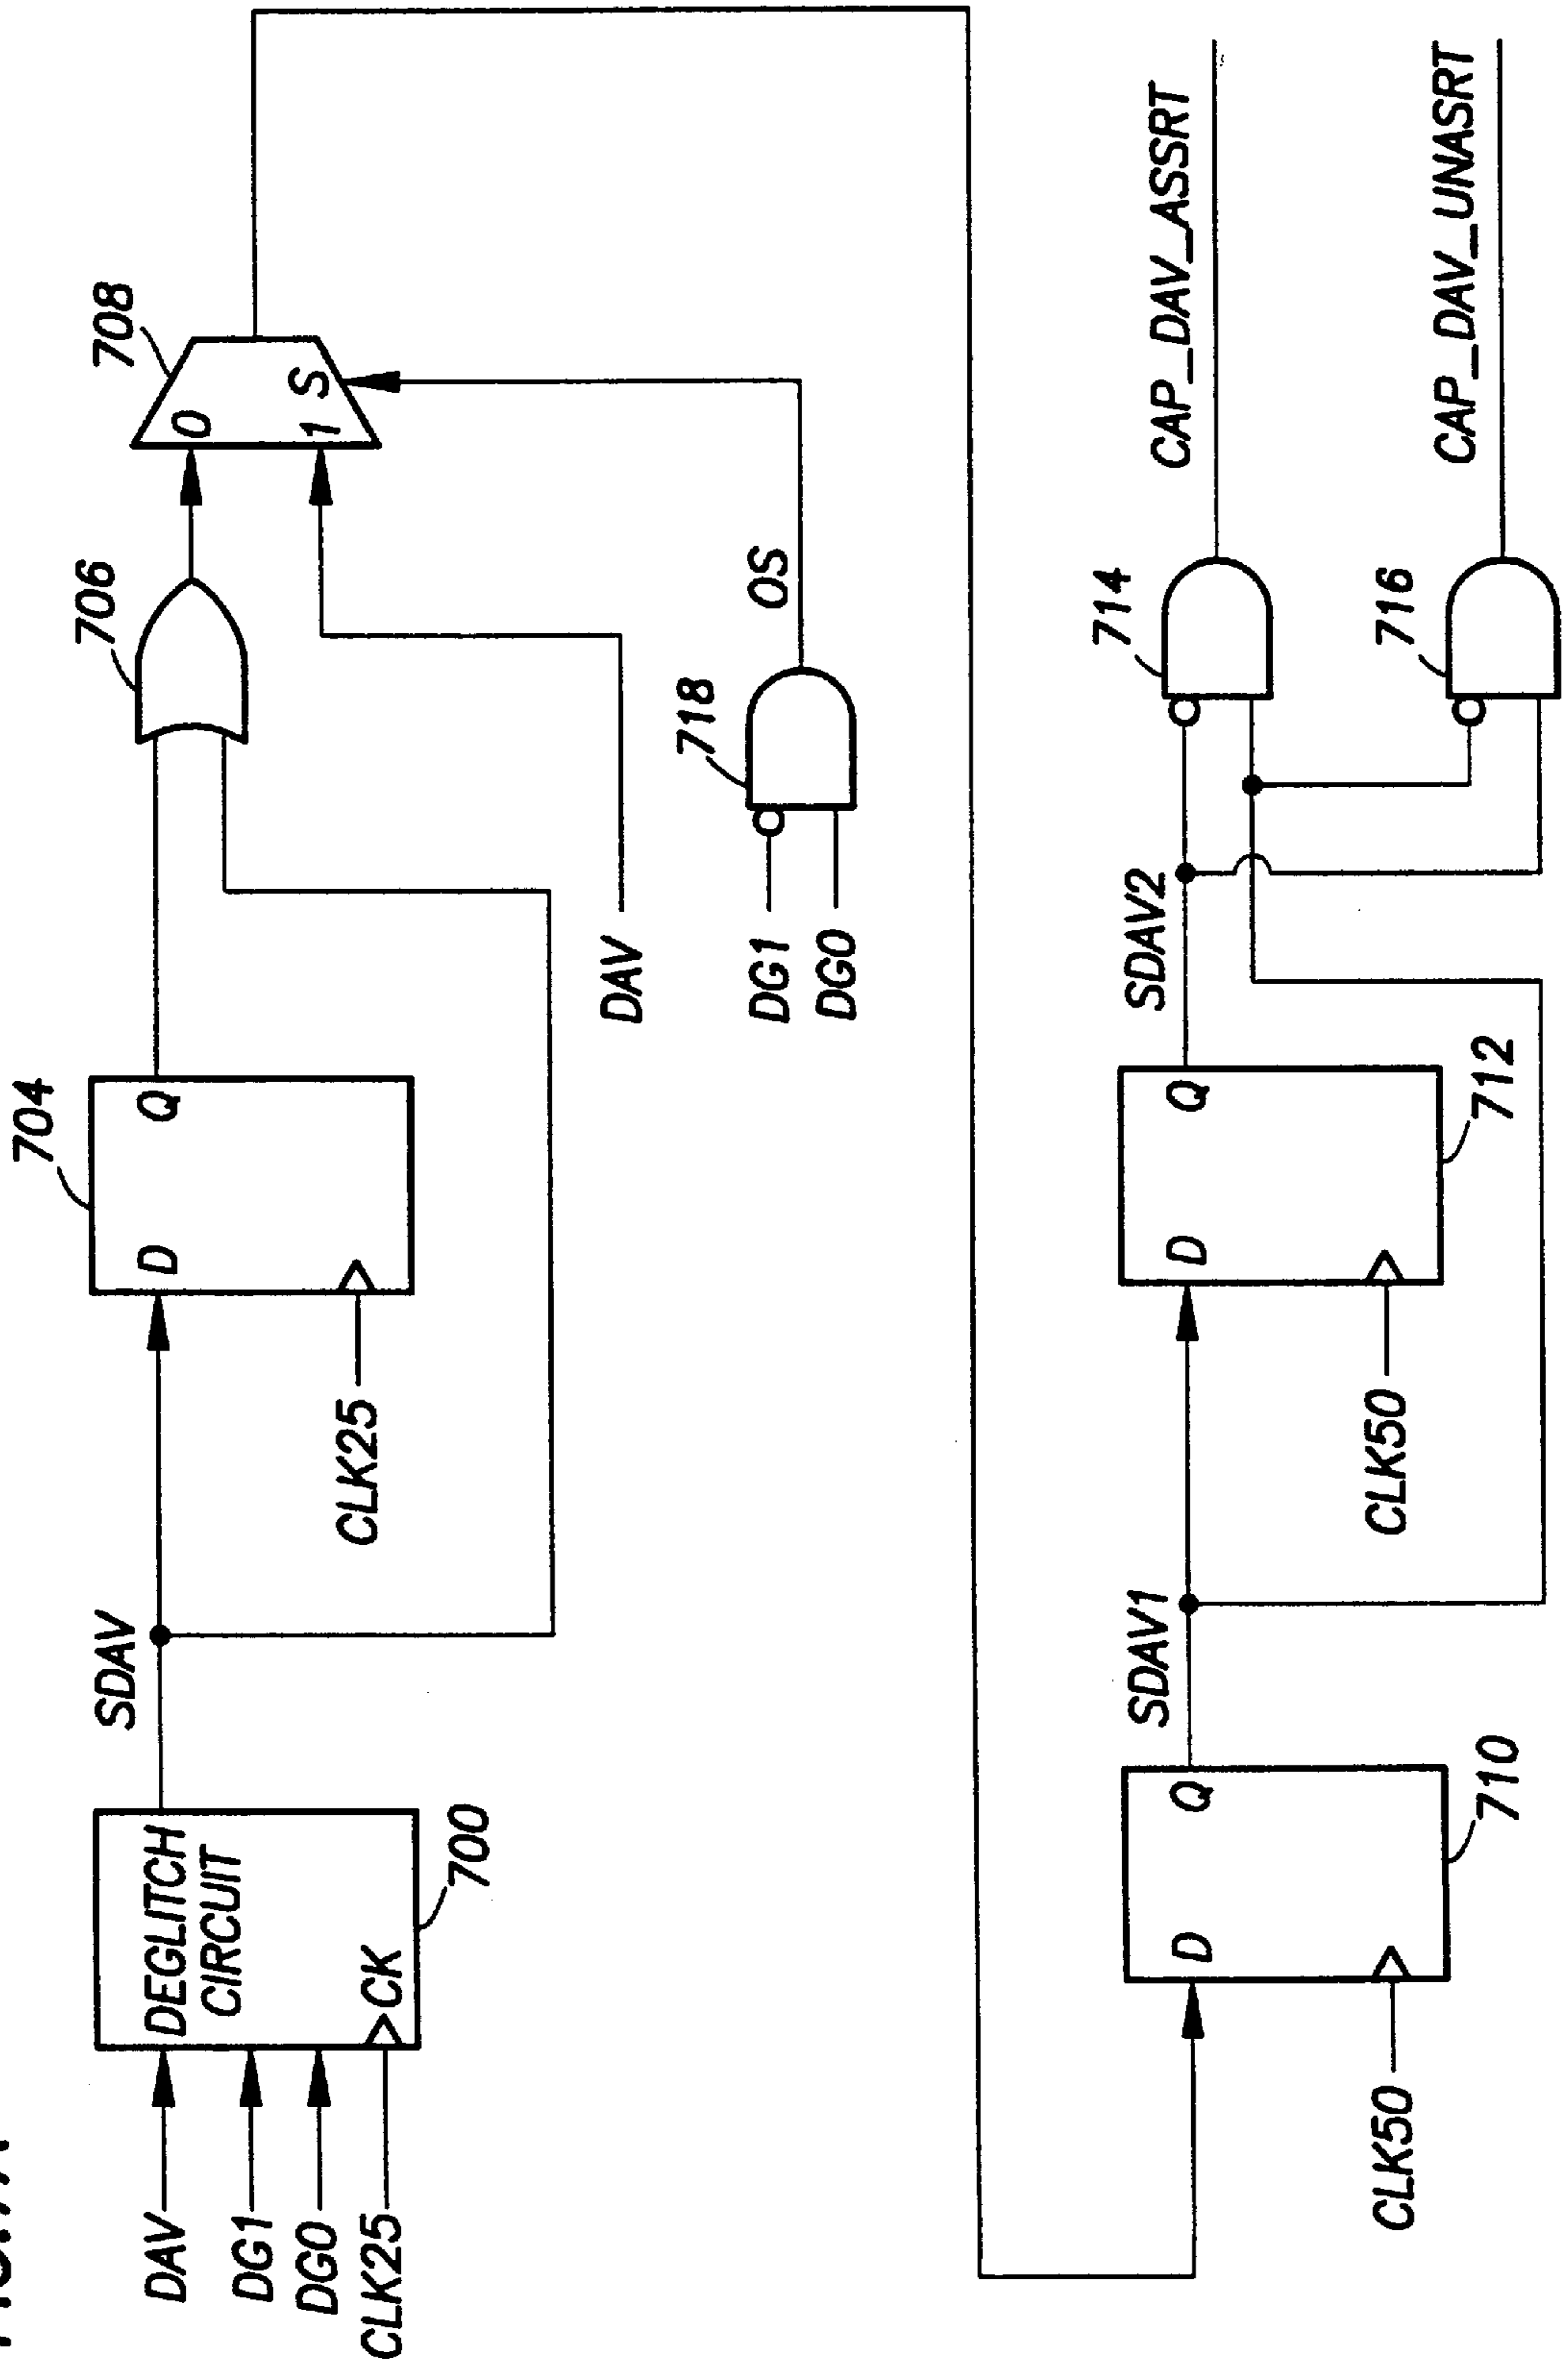 704
706
708
SDAV
D
Q
0
1
S
DEGLITCH
CIRCUIT
CK
700
DAV
DG1
DG0
CLK25
CLK25
DAV
718
OS
DG1
DG0
SDAV1
SDAV2
714
CAP_DAV_ASSRT
D
Q
D
Q
716
CAP_DAV_UNASRT
CLK50
710
CLK50
712